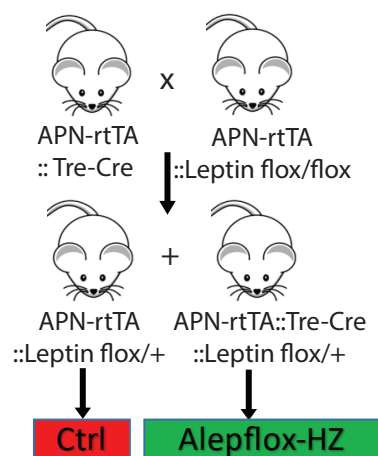 x
APN-rtTA APN-rtTA
:: Tre-Cre ::Leptin flox/flox
+
APN-rtTA APN-rtTA::Tre-Cre
::Leptin flox/+ ::Leptin flox/+
Ctrl Alepflox-HZ